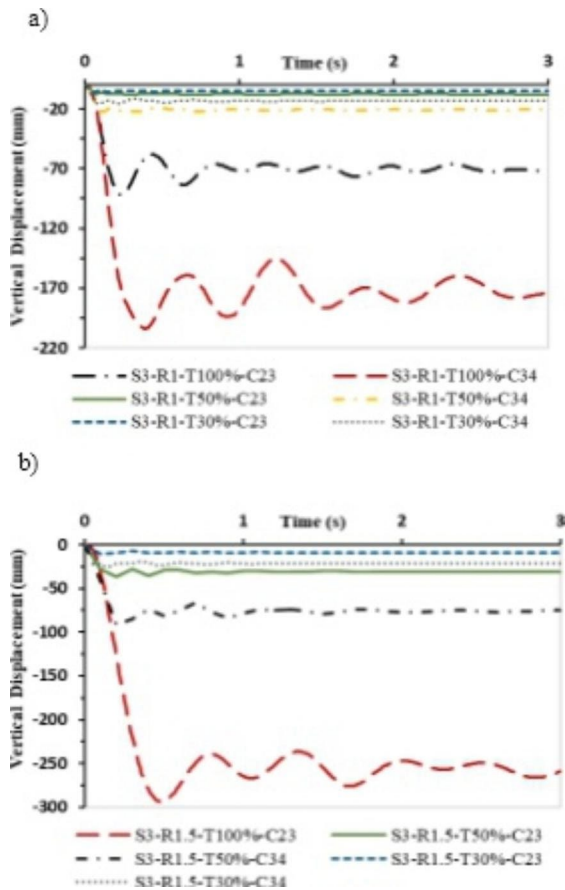 a)
0 1 2 3
Time (s)
-20
-70
-120
-170
-220
Vertical Displacement (mm)
S3-R1-T100%-C23 S3-R1-T100%-C34
S3-R1-T50%-C23 S3-R1-T50%-C34
S3-R1-T30%-C23 S3-R1-T30%-C34
b)
0 1 2 3
Time (s)
0
-50
-100
-150
-200
-250
-300
Vertical Displacement (mm)
S3-R1.5-T100%-C23 S3-R1.5-T50%-C23
S3-R1.5-T50%-C34 S3-R1.5-T30%-C23
S3-R1.5-T30%-C34